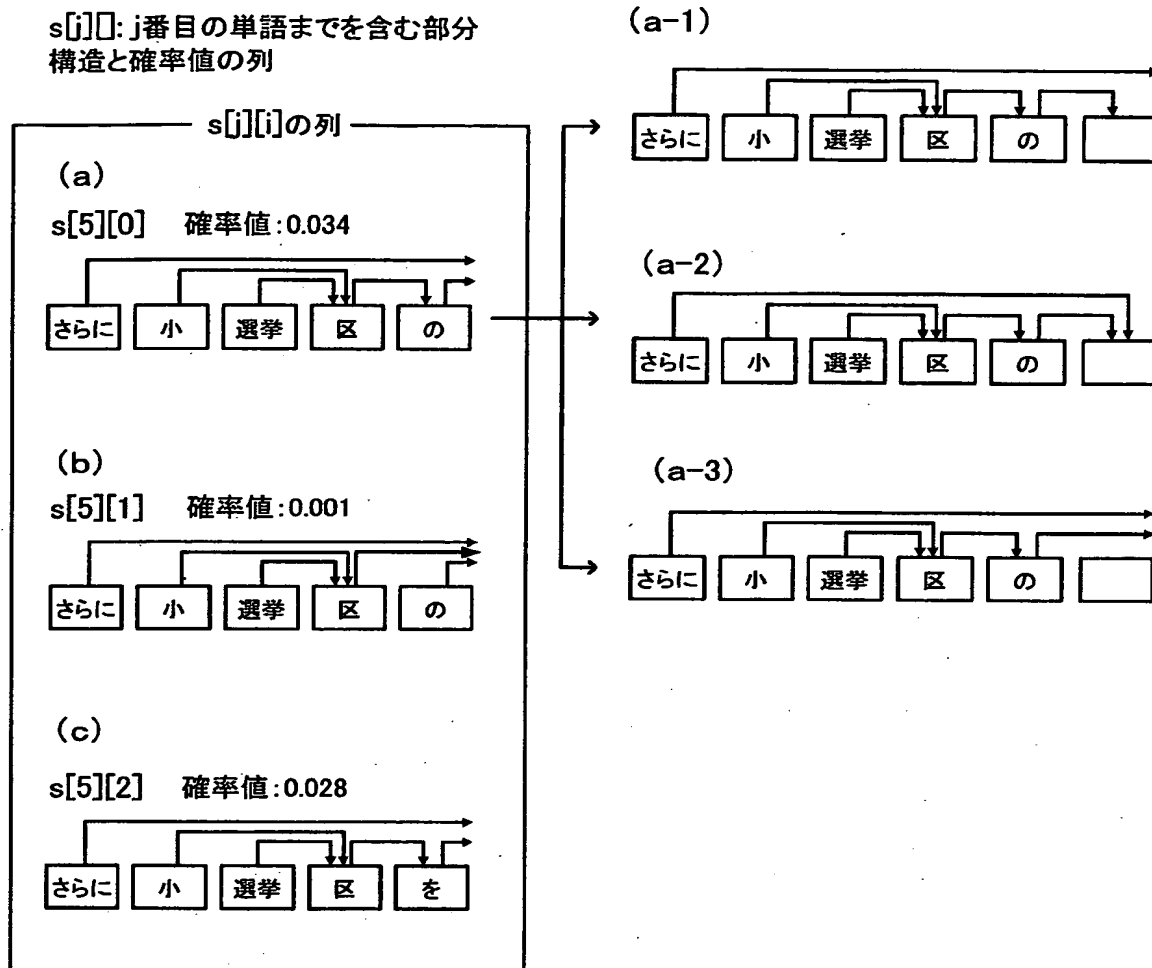 s[j][]: j番目の単語までを含む部分
構造と確率値の列
s[j][i]の列
(a)
s[5][0] 確率値:0.034
さらに 小 選挙 区 の
(b)
s[5][1] 確率値:0.001
さらに 小 選挙 区 の
(c)
s[5][2] 確率値:0.028
さらに 小 選挙 区 を
(a-1)
さらに 小 選挙 区 の
(a-2)
さらに 小 選挙 区 の
(a-3)
さらに 小 選挙 区 の